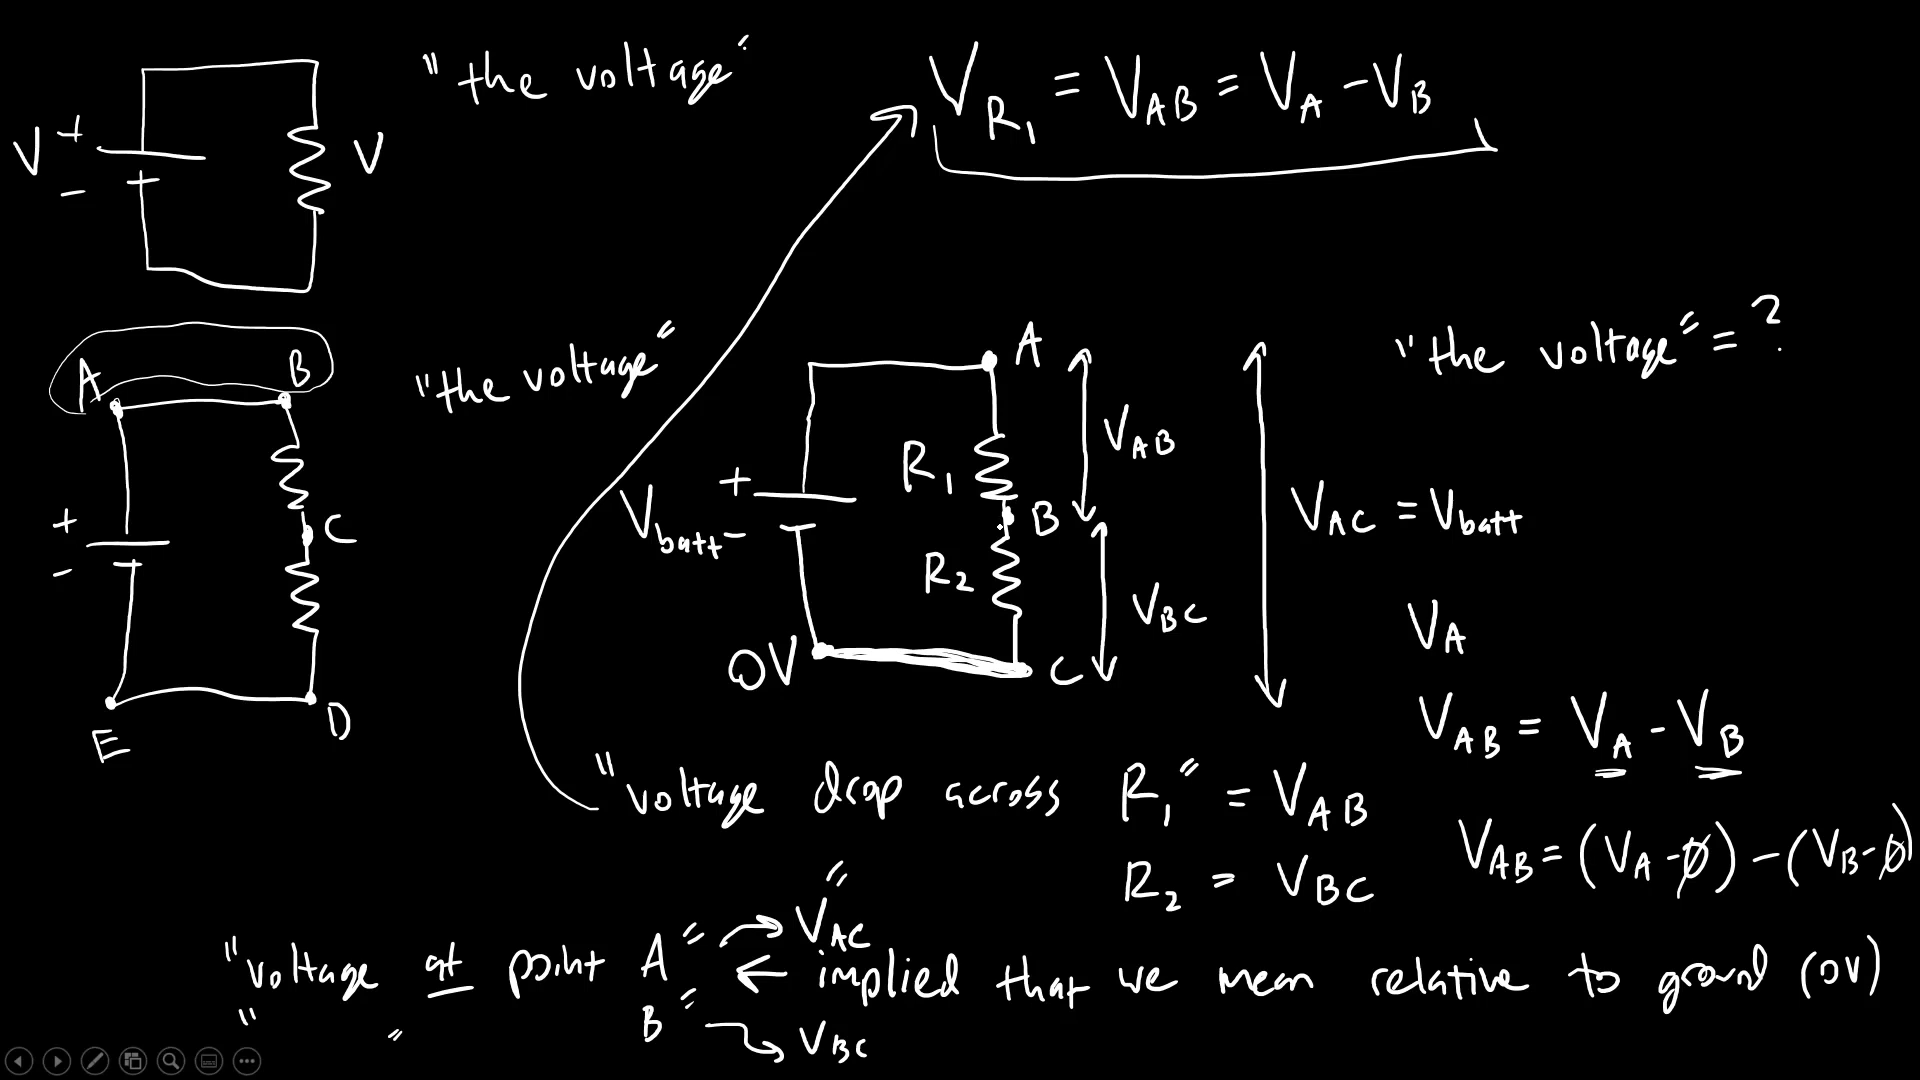 "the voltage"
V_R1 = V_AB = V_A - V_B
V + - V
A B
"the voltage"
A
"the voltage" = ?
V_AB
R1
+
V_batt -
B
V_AC = V_batt
+
-
C
R2
V_BC
V_A
0V
C
E
D
V_AB = V_A - V_B
"voltage drop across R1" = V_AB
V_AB = (V_A - 0) - (V_B - 0)
R2 = V_BC
"
"voltage at point A" → V_AC
← implied that we mean relative to ground (0V)
" " B" → V_BC